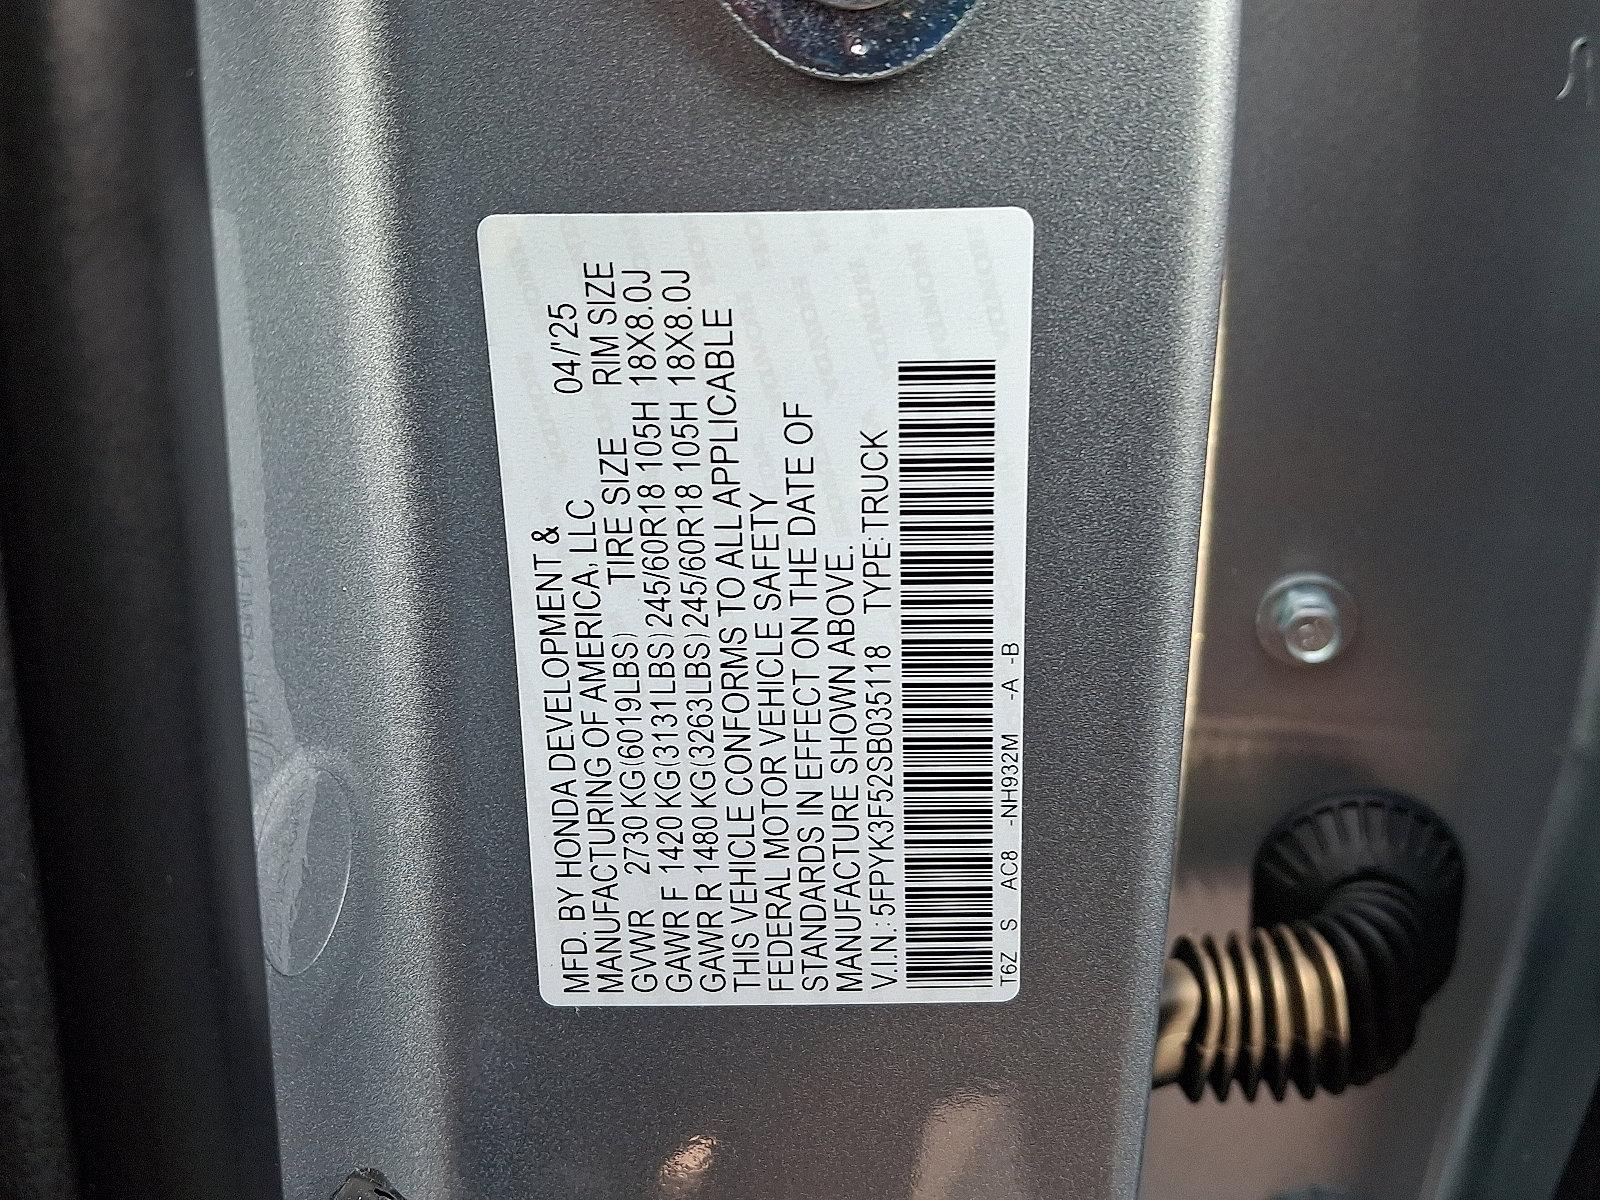 MFD. BY HONDA DEVELOPMENT &
MANUFACTURING OF AMERICA, LLC 04/'25
TIRE SIZE RIM SIZE
GVWR 2730 KG(6019LBS)
GAWR F 1420 KG(3131LBS) 245/60R18 105H 18X8.0J
GAWR R 1480 KG(3263LBS) 245/60R18 105H 18X8.0J
THIS VEHICLE CONFORMS TO ALL APPLICABLE
FEDERAL MOTOR VEHICLE SAFETY
STANDARDS IN EFFECT ON THE DATE OF
MANUFACTURE SHOWN ABOVE.
V.I.N.: 5FPYK3F52SB035118 TYPE: TRUCK
T6Z S AC8 -NH932M -A -B